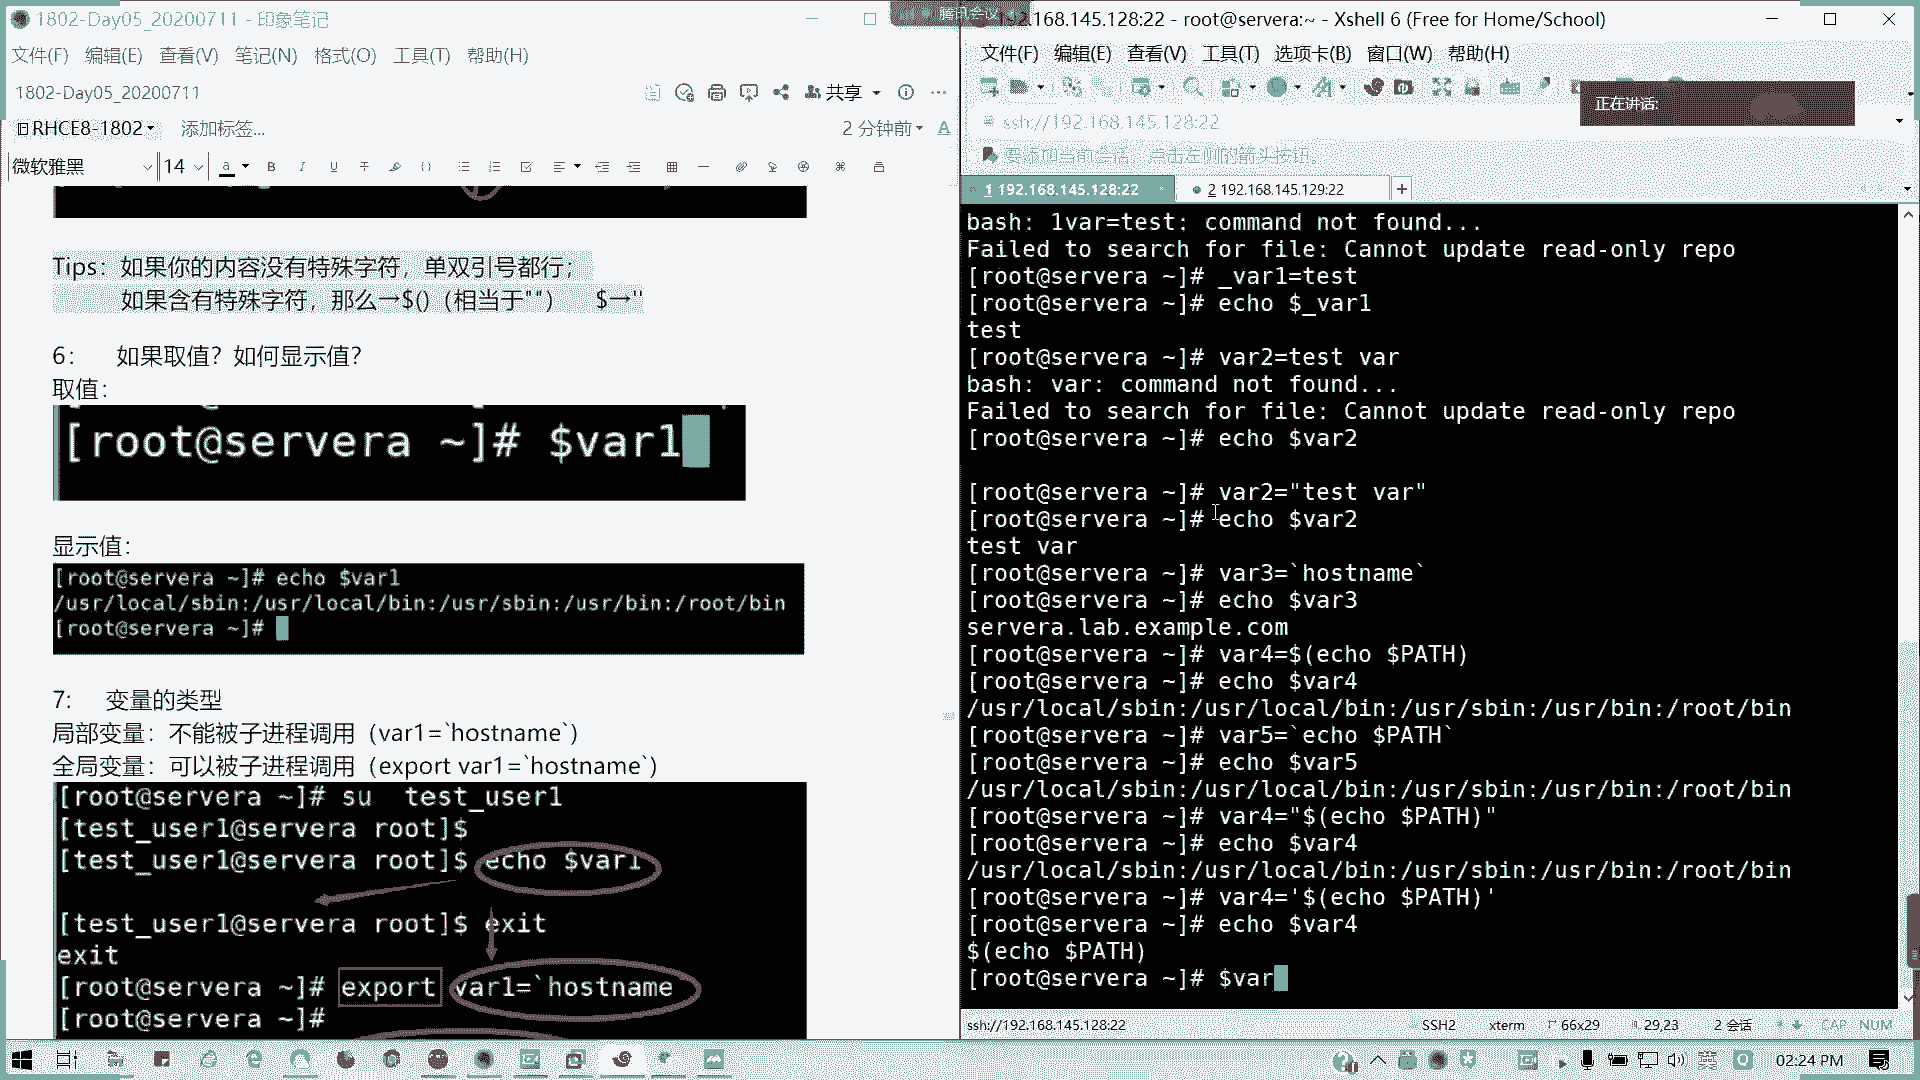 1802-Day05_20200711 - 印象笔记
文件(F) 编辑(E) 查看(V) 笔记(N) 格式(O) 工具(T) 帮助(H)
1802-Day05_20200711
共享
RHCE8-1802
添加标签...
2 分钟前
微软雅黑
14
Tips：如果你的内容没有特殊字符，单双引号都行；
如果含有特殊字符，那么→$()（相当于""） $→''
6： 如果取值？如何显示值？
取值：
[root@servera ~]# $var1
显示值：
[root@servera ~]# echo $var1
/usr/local/sbin:/usr/local/bin:/usr/sbin:/usr/bin:/root/bin
[root@servera ~]#
7: 变量的类型
局部变量：不能被子进程调用（var1=`hostname`）
全局变量：可以被子进程调用（export var1=`hostname`）
[root@servera ~]# su  test_user1
[test_user1@servera root]$
[test_user1@servera root]$ echo $var1
[test_user1@servera root]$ exit
exit
[root@servera ~]# export var1=`hostname
[root@servera ~]#
腾讯会议
192.168.145.128:22 - root@servera:~ - Xshell 6 (Free for Home/School)
文件(F) 编辑(E) 查看(V) 工具(T) 选项卡(B) 窗口(W) 帮助(H)
正在讲话:
ssh://192.168.145.128:22
要添加当前会话，点击左侧的箭头按钮。
1 192.168.145.128:22
2 192.168.145.129:22
bash: 1var=test: command not found...
Failed to search for file: Cannot update read-only repo
[root@servera ~]# _var1=test
[root@servera ~]# echo $_var1
test
[root@servera ~]# var2=test var
bash: var: command not found...
Failed to search for file: Cannot update read-only repo
[root@servera ~]# echo $var2
[root@servera ~]# var2="test var"
[root@servera ~]# echo $var2
test var
[root@servera ~]# var3=`hostname`
[root@servera ~]# echo $var3
servera.lab.example.com
[root@servera ~]# var4=$(echo $PATH)
[root@servera ~]# echo $var4
/usr/local/sbin:/usr/local/bin:/usr/sbin:/usr/bin:/root/bin
[root@servera ~]# var5=`echo $PATH`
[root@servera ~]# echo $var5
/usr/local/sbin:/usr/local/bin:/usr/sbin:/usr/bin:/root/bin
[root@servera ~]# var4="$(echo $PATH)"
[root@servera ~]# echo $var4
/usr/local/sbin:/usr/local/bin:/usr/sbin:/usr/bin:/root/bin
[root@servera ~]# var4='$(echo $PATH)'
[root@servera ~]# echo $var4
$(echo $PATH)
[root@servera ~]# $var
ssh://192.168.145.128:22
SSH2
xterm
66x29
29,23
2 会话
CAP NUM
英
02:24 PM